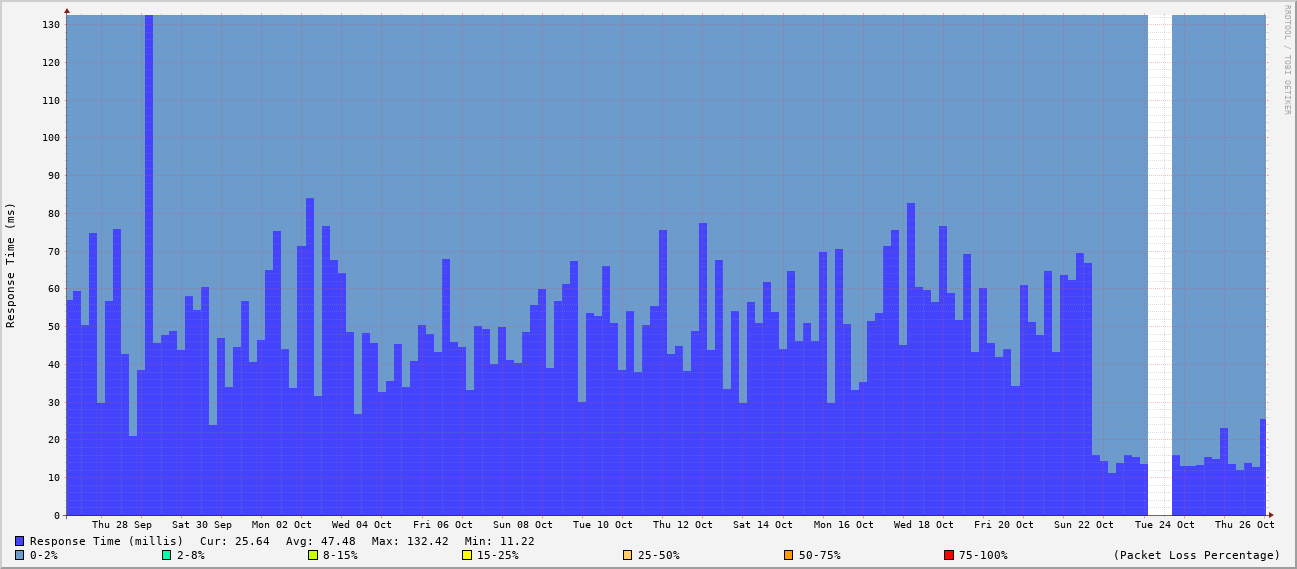 RRDTOOL / TOBI OETIKER
Response Time (ms)
130
120
110
100
90
80
70
60
50
40
30
20
10
0
Thu 28 Sep Sat 30 Sep Mon 02 Oct Wed 04 Oct Fri 06 Oct Sun 08 Oct Tue 10 Oct Thu 12 Oct Sat 14 Oct Mon 16 Oct Wed 18 Oct Fri 20 Oct Sun 22 Oct Tue 24 Oct Thu 26 Oct
Response Time (millis) Cur: 25.64 Avg: 47.48 Max: 132.42 Min: 11.22
0-2% 2-8% 8-15% 15-25% 25-50% 50-75% 75-100% (Packet Loss Percentage)